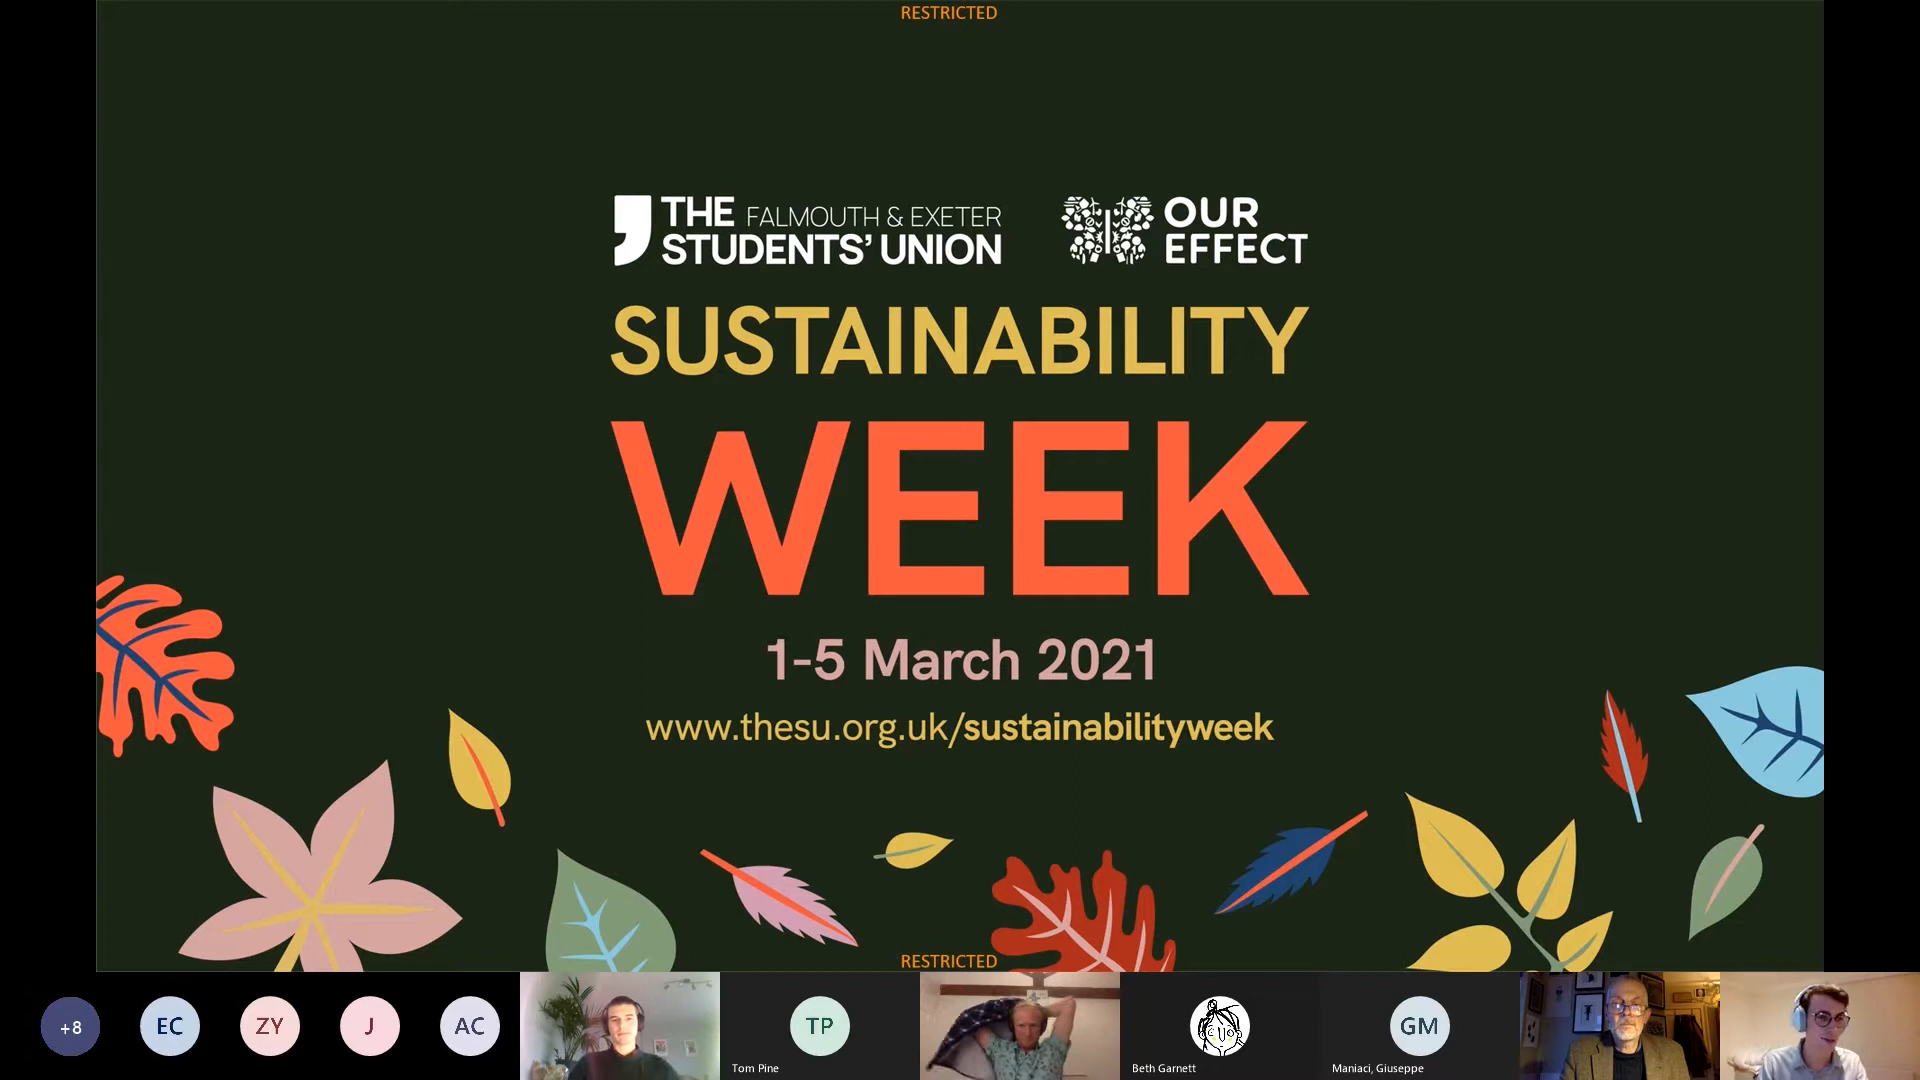 RESTRICTED
THE FALMOUTH & EXETER
STUDENTS' UNION
OUR
EFFECT
SUSTAINABILITY
WEEK
1-5 March 2021
www.thesu.org.uk/sustainabilityweek
RESTRICTED
+8
EC
ZY
J
AC
TP
Tom Pine
Beth Garnett
GM
Maniaci, Giuseppe